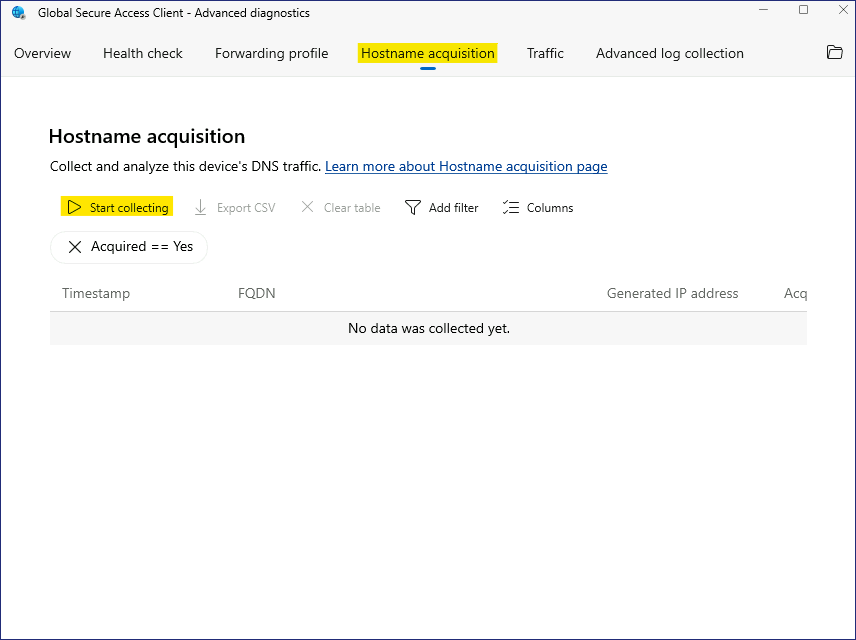 Global Secure Access Client - Advanced diagnostics
Overview Health check Forwarding profile Hostname acquisition Traffic Advanced log collection
Hostname acquisition
Collect and analyze this device's DNS traffic. Learn more about Hostname acquisition page
Start collecting Export CSV Clear table Add filter Columns
Acquired == Yes
Timestamp FQDN Generated IP address Acq
No data was collected yet.